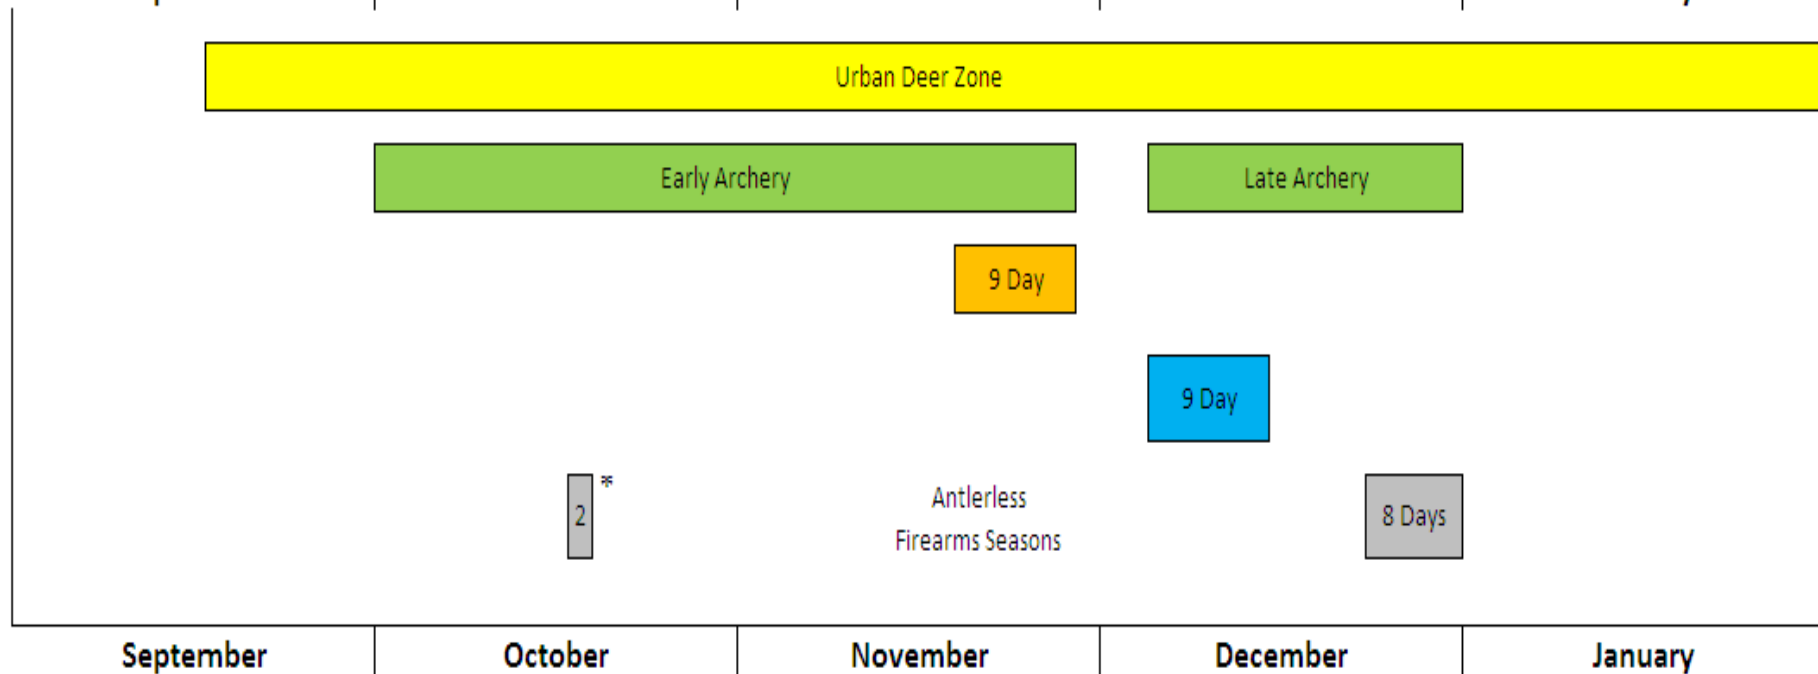 Urban Deer Zone
Early Archery
Late Archery
9 Day
9 Day
2
*
Antlerless
Firearms Seasons
8 Days
September
October
November
December
January